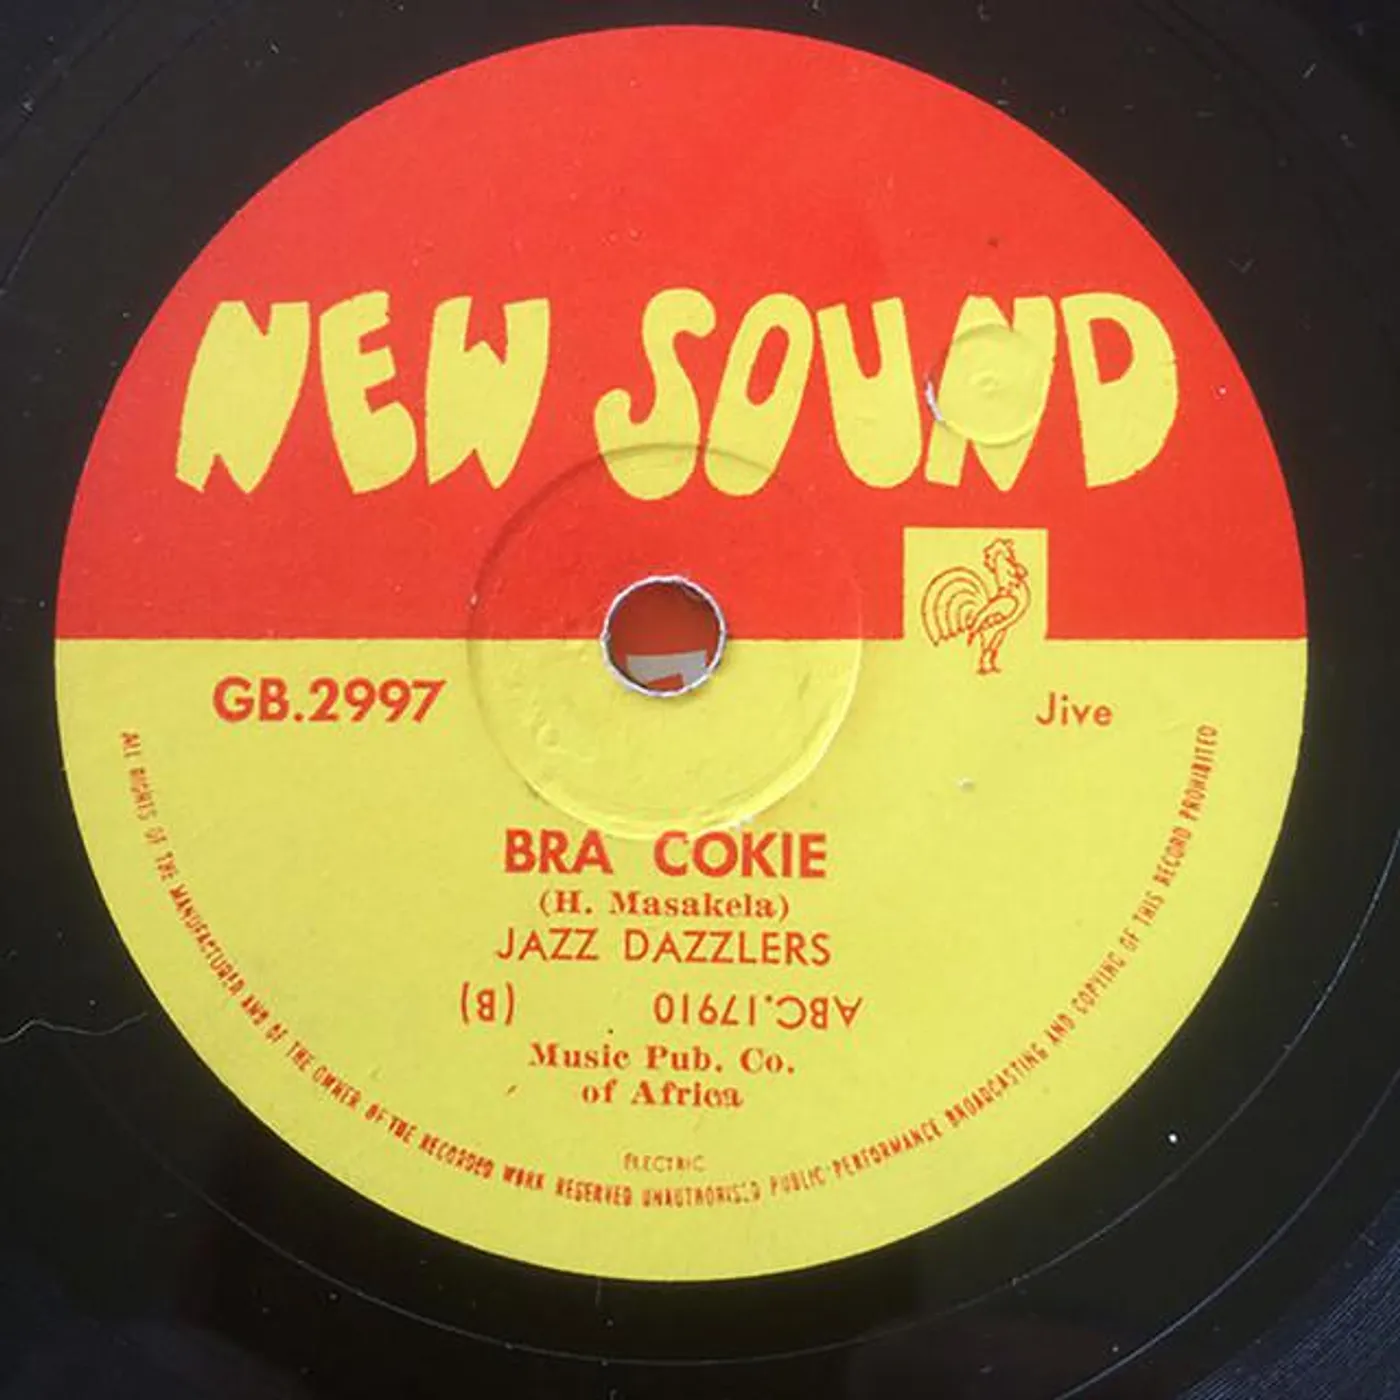 NEW SOUND
GB.2997
Jive
BRA COKIE
(H. Masakela)
JAZZ DAZZLERS
ABC.17910 (B)
Music Pub. Co.
of Africa
ELECTRIC
ALL RIGHTS OF THE MANUFACTURER AND OF THE OWNER OF THE RECORDED WORK RESERVED UNAUTHORISED PUBLIC PERFORMANCE BROADCASTING AND COPYING OF THIS RECORD PROHIBITED